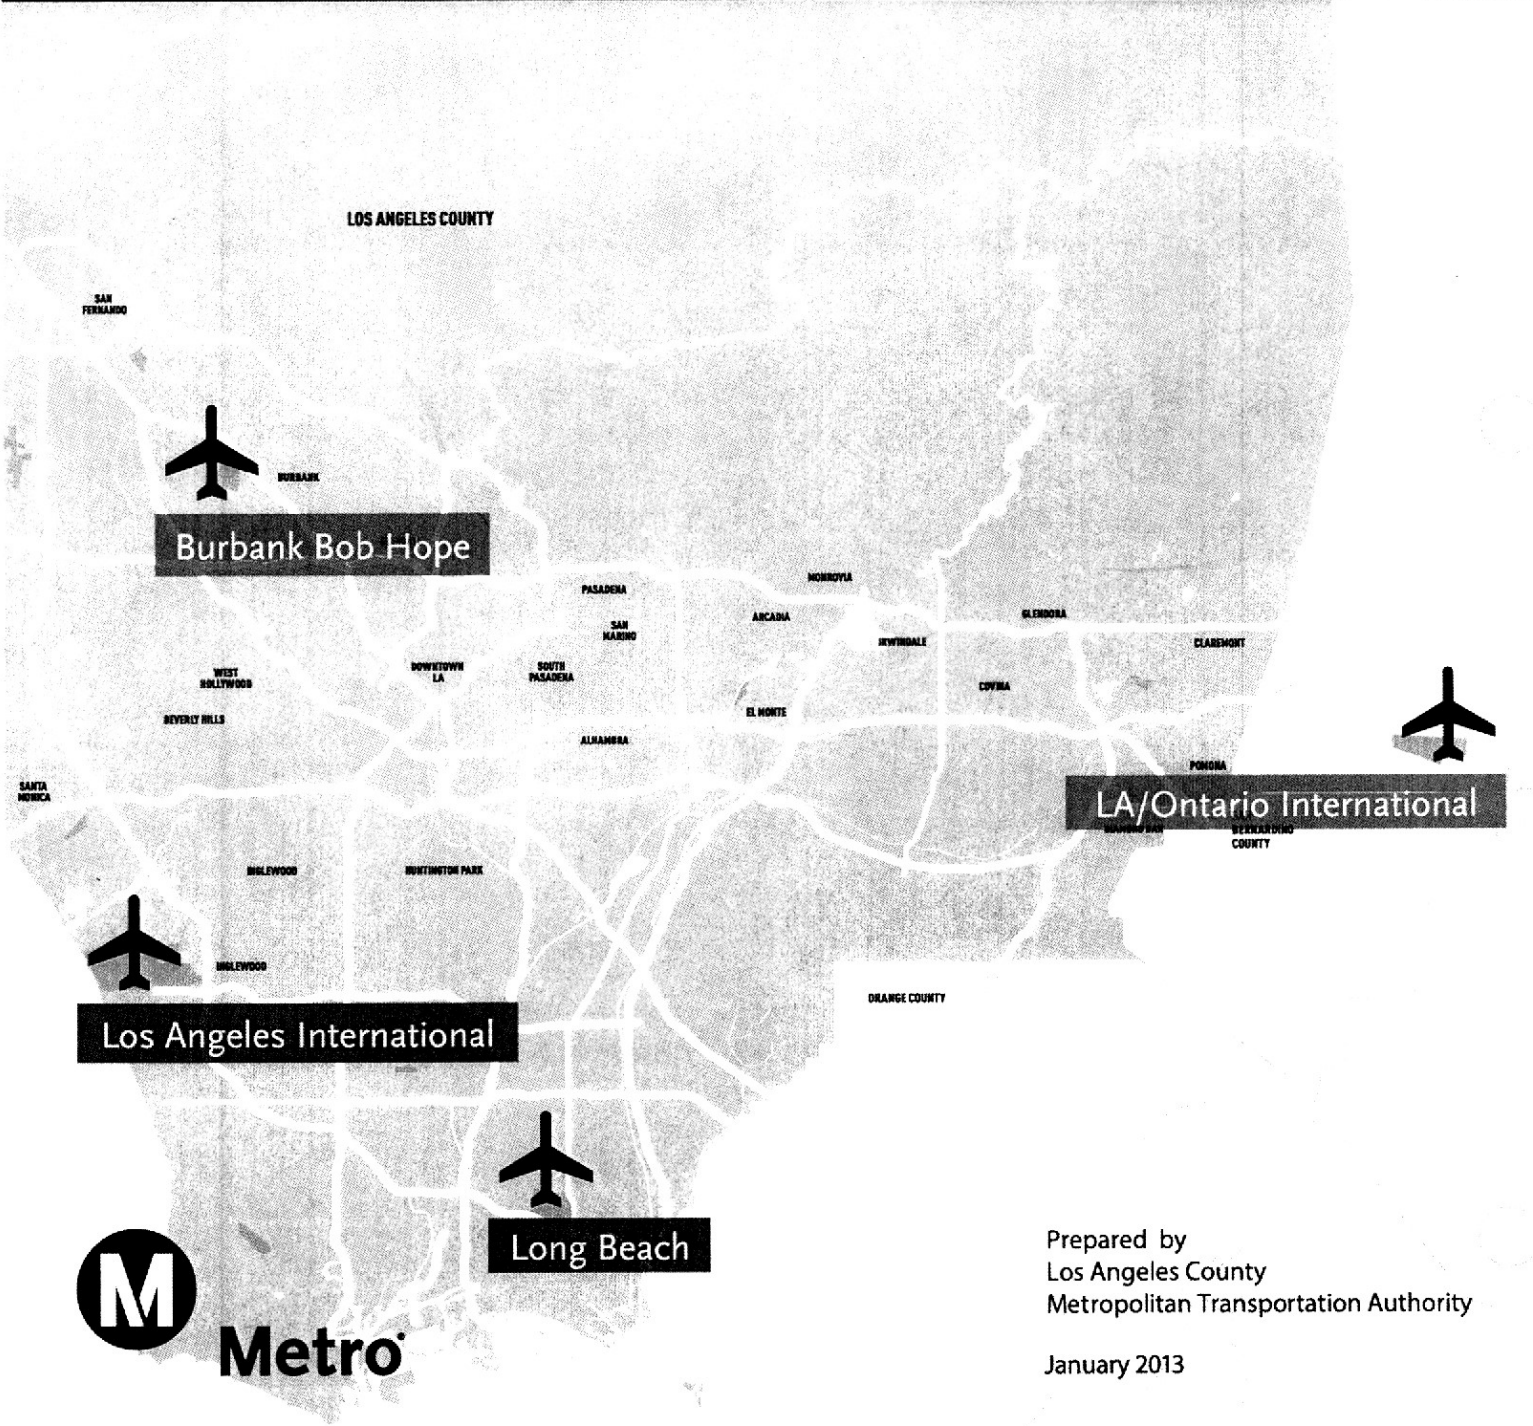 LOS ANGELES COUNTY
SAN
FERNANDO
BURBANK
Burbank Bob Hope
MONROVIA
PASADENA
ARCADIA
GLENDORA
SAN
MARINO
IRWINDALE
CLAREMONT
WEST
HOLLYWOOD
DOWNTOWN
LA
SOUTH
PASADENA
COVINA
BEVERLY HILLS
EL MONTE
ALHAMBRA
POMONA
SANTA
MONICA
LA/Ontario International
BERNARDINO
COUNTY
INGLEWOOD
HUNTINGTON PARK
INGLEWOOD
ORANGE COUNTY
Los Angeles International
Long Beach
M
Metro
Prepared by
Los Angeles County
Metropolitan Transportation Authority
January 2013